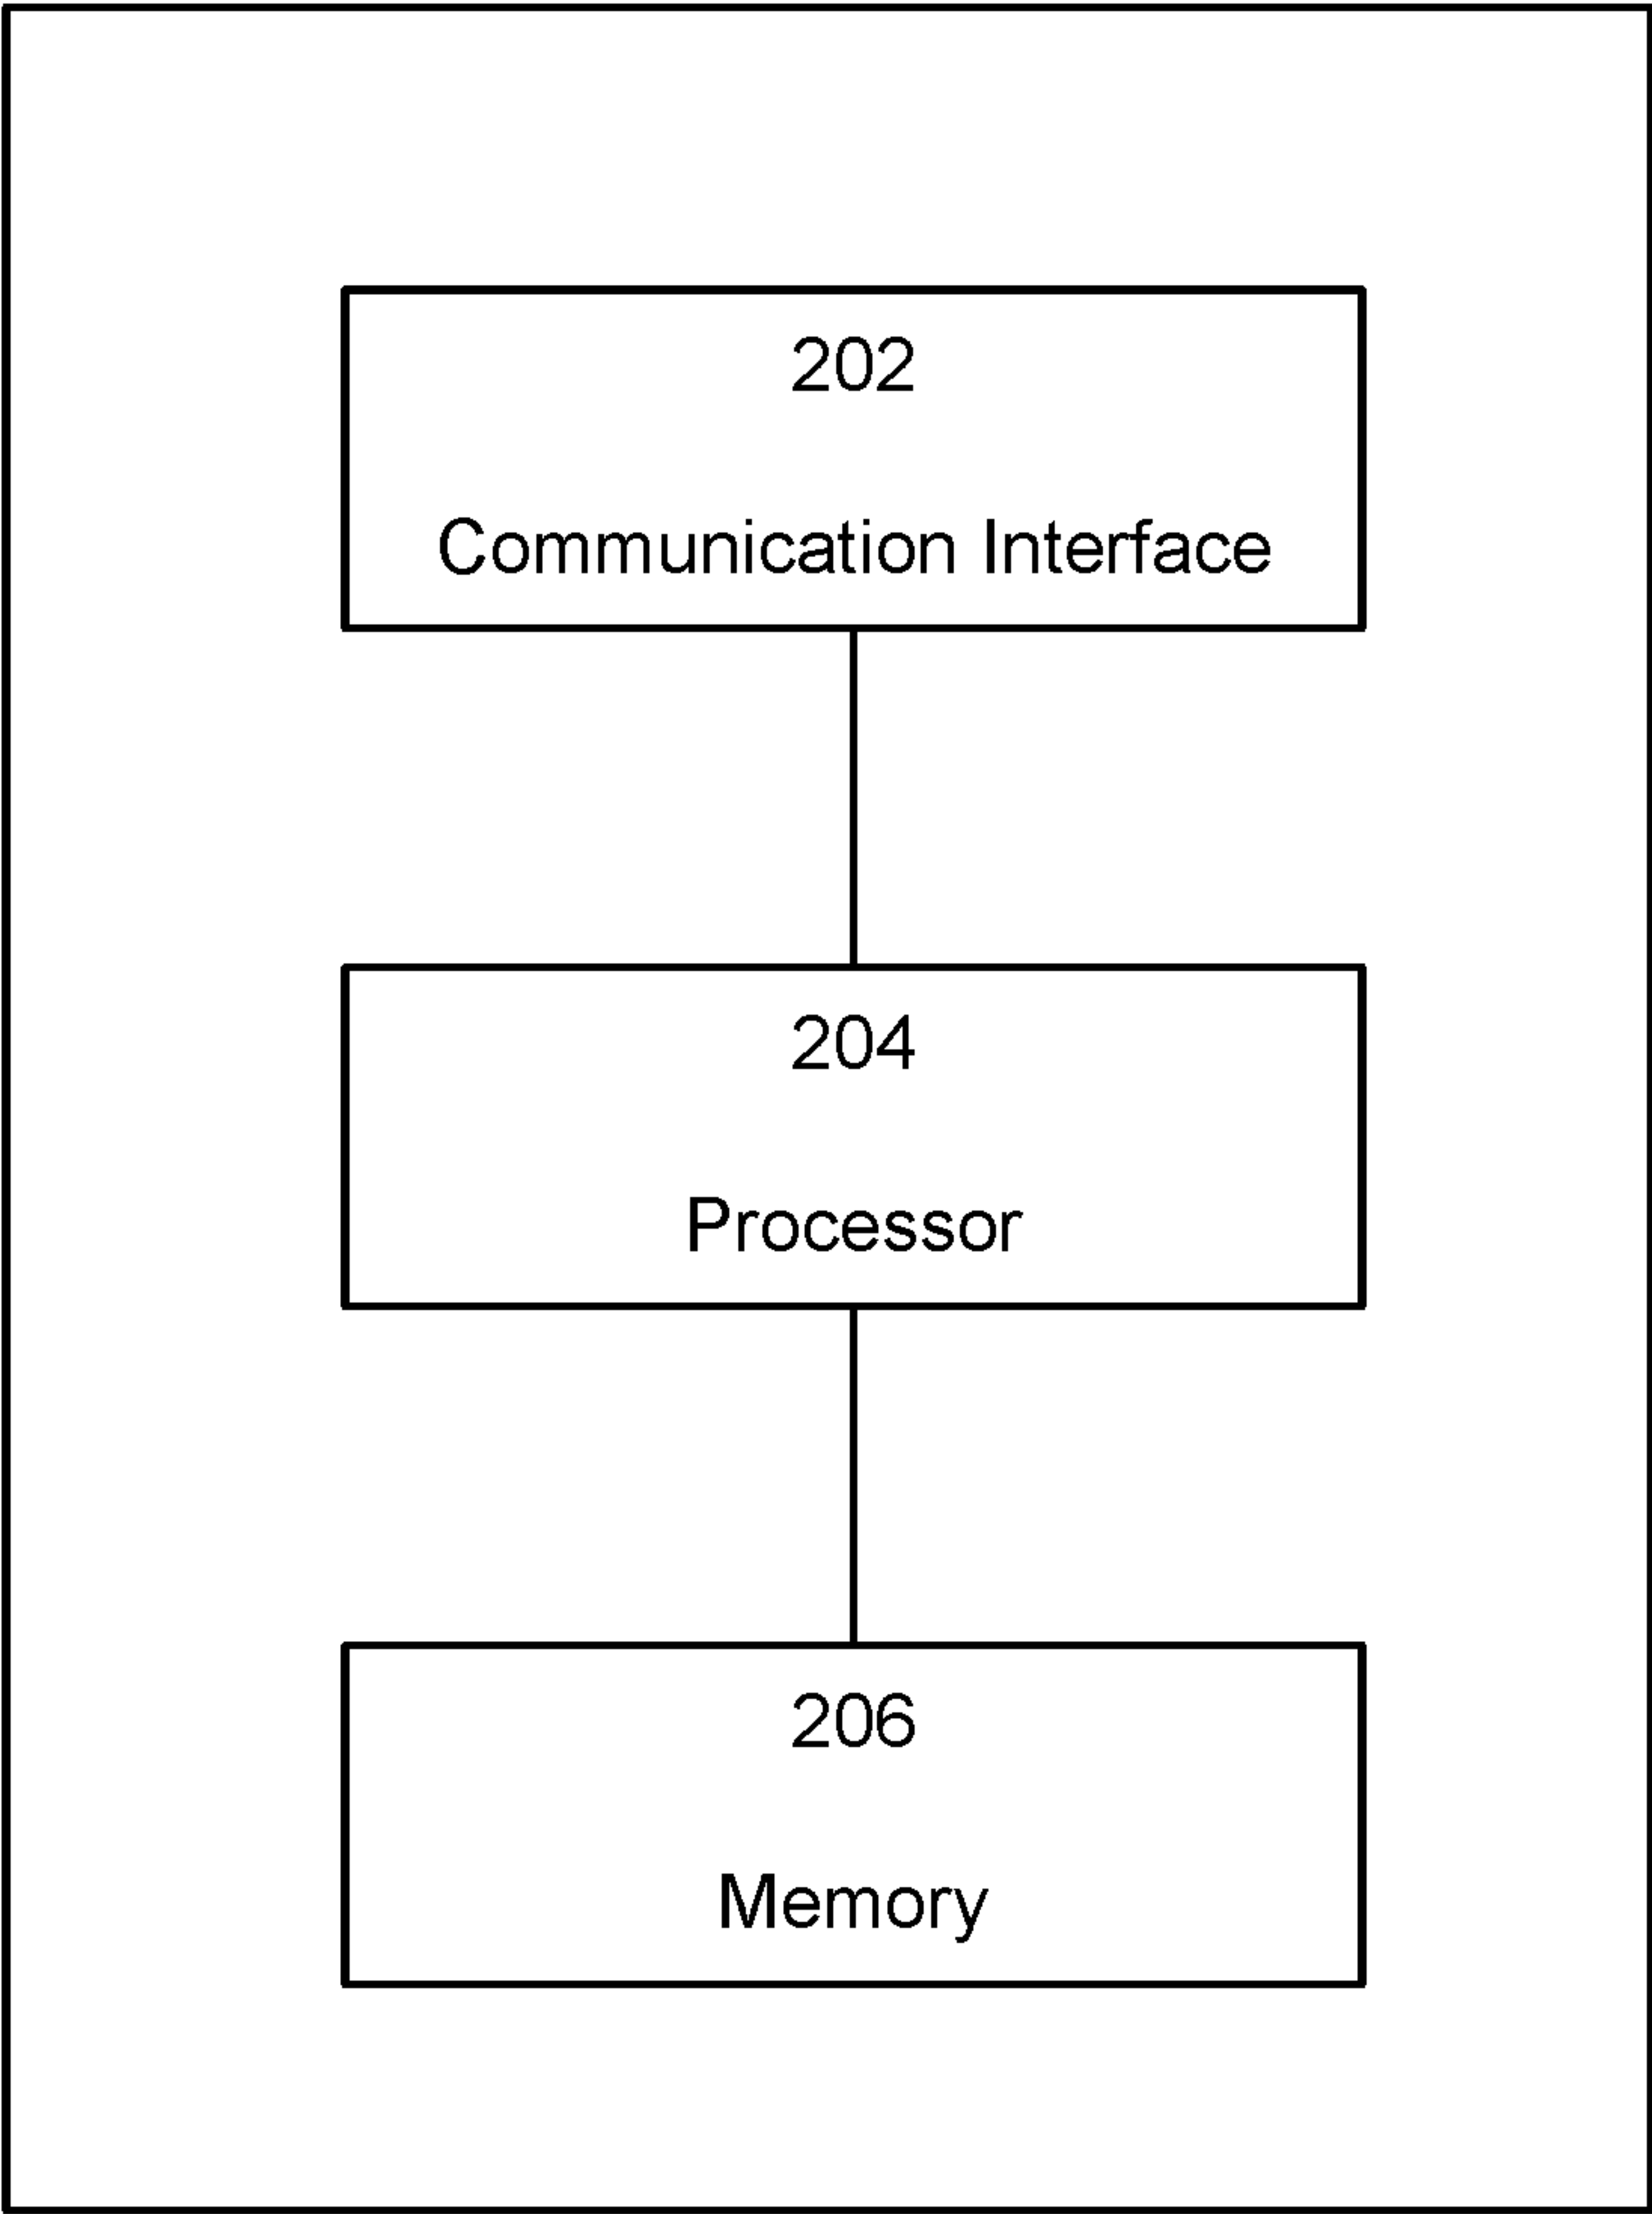 202
Communication Interface
204
Processor
206
Memory